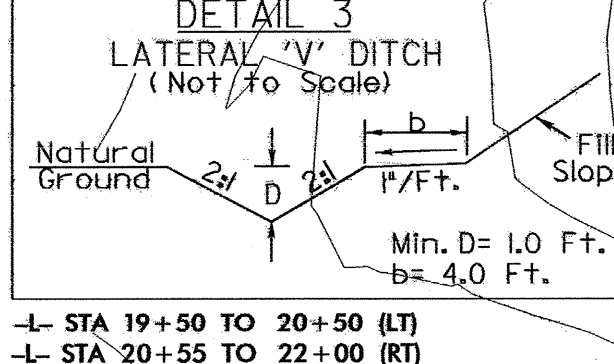 DETAIL 3
LATERAL 'V' DITCH
(Not to Scale)
Natural
Ground
2:1
D
2:1
b
1"/Ft.
Fill
Slop
Min. D= 1.0 Ft.
b= 4.0 Ft.
-L- STA 19+50 TO 20+50 (LT)
-L- STA 20+55 TO 22+00 (RT)